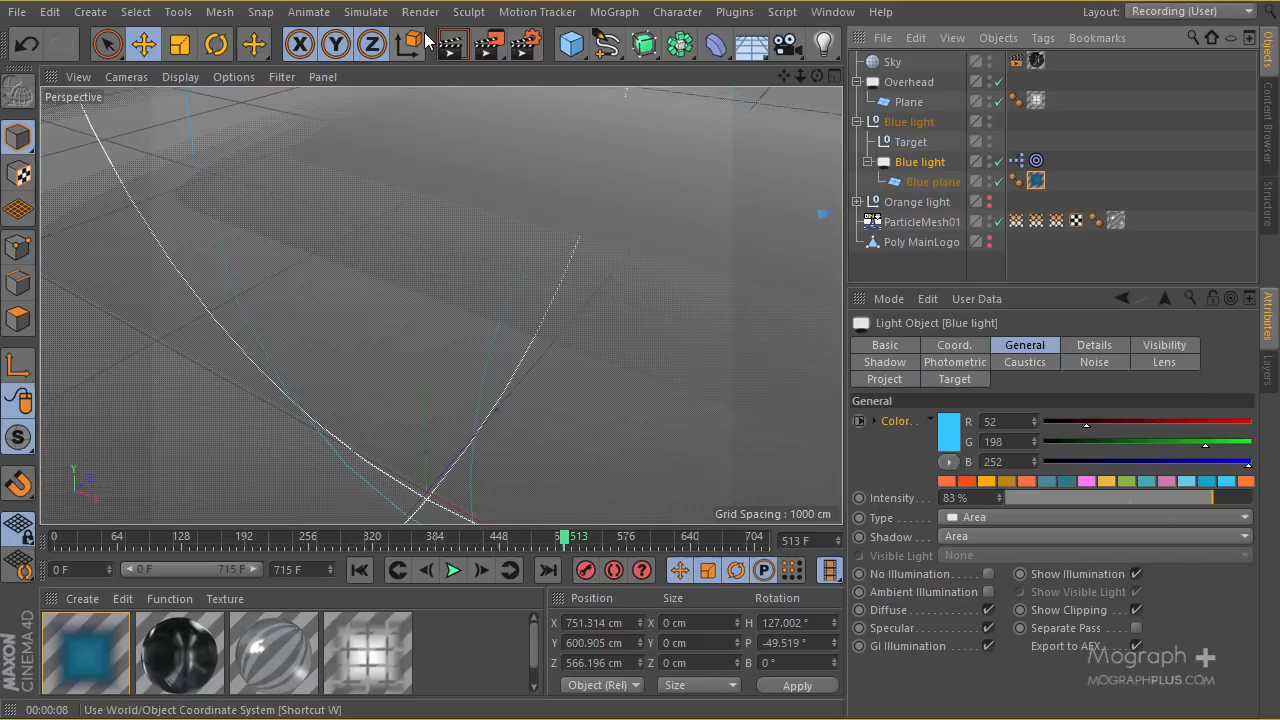 File Edit Create Select Tools Mesh Snap Animate Simulate Render Sculpt Motion Tracker MoGraph Character Plugins Script Window Help Layout: Recording (User)
X Y Z
File Edit View Objects Tags Bookmarks
View Cameras Display Options Filter Panel
Perspective
Sky
Overhead
Plane
Blue light
Target
Blue light
Blue plane
Orange light
ParticleMesh01
Poly MainLogo
Objects
Content Browser
Structure
Mode Edit User Data
Light Object [Blue light]
Basic Coord. General Details Visibility
Shadow Photometric Caustics Noise Lens
Project Target
Attributes
Layers
General
Color. R 52
G 198
B 252
Intensity 83 %
Type Area
Shadow Area
Visible Light None
No Illumination Show Illumination
Ambient Illumination Show Visible Light
Diffuse Show Clipping
Specular Separate Pass
GI Illumination Export to AEX
Y
Z
X
Grid Spacing : 1000 cm
0 64 128 192 256 320 384 448 513 576 640 704 513 F
0 F 0 F 715 F 715 F
P
Create Edit Function Texture
Position Size Rotation
X 751.314 cm X 0 cm H 127.002 °
Y 600.905 cm Y 0 cm P -49.519 °
Z 566.196 cm Z 0 cm B 0 °
Object (Rel) Size Apply
MAXON
CINEMA 4D
Mograph +
MOGRAPHPLUS.COM
00:00:08 Use World/Object Coordinate System [Shortcut W]